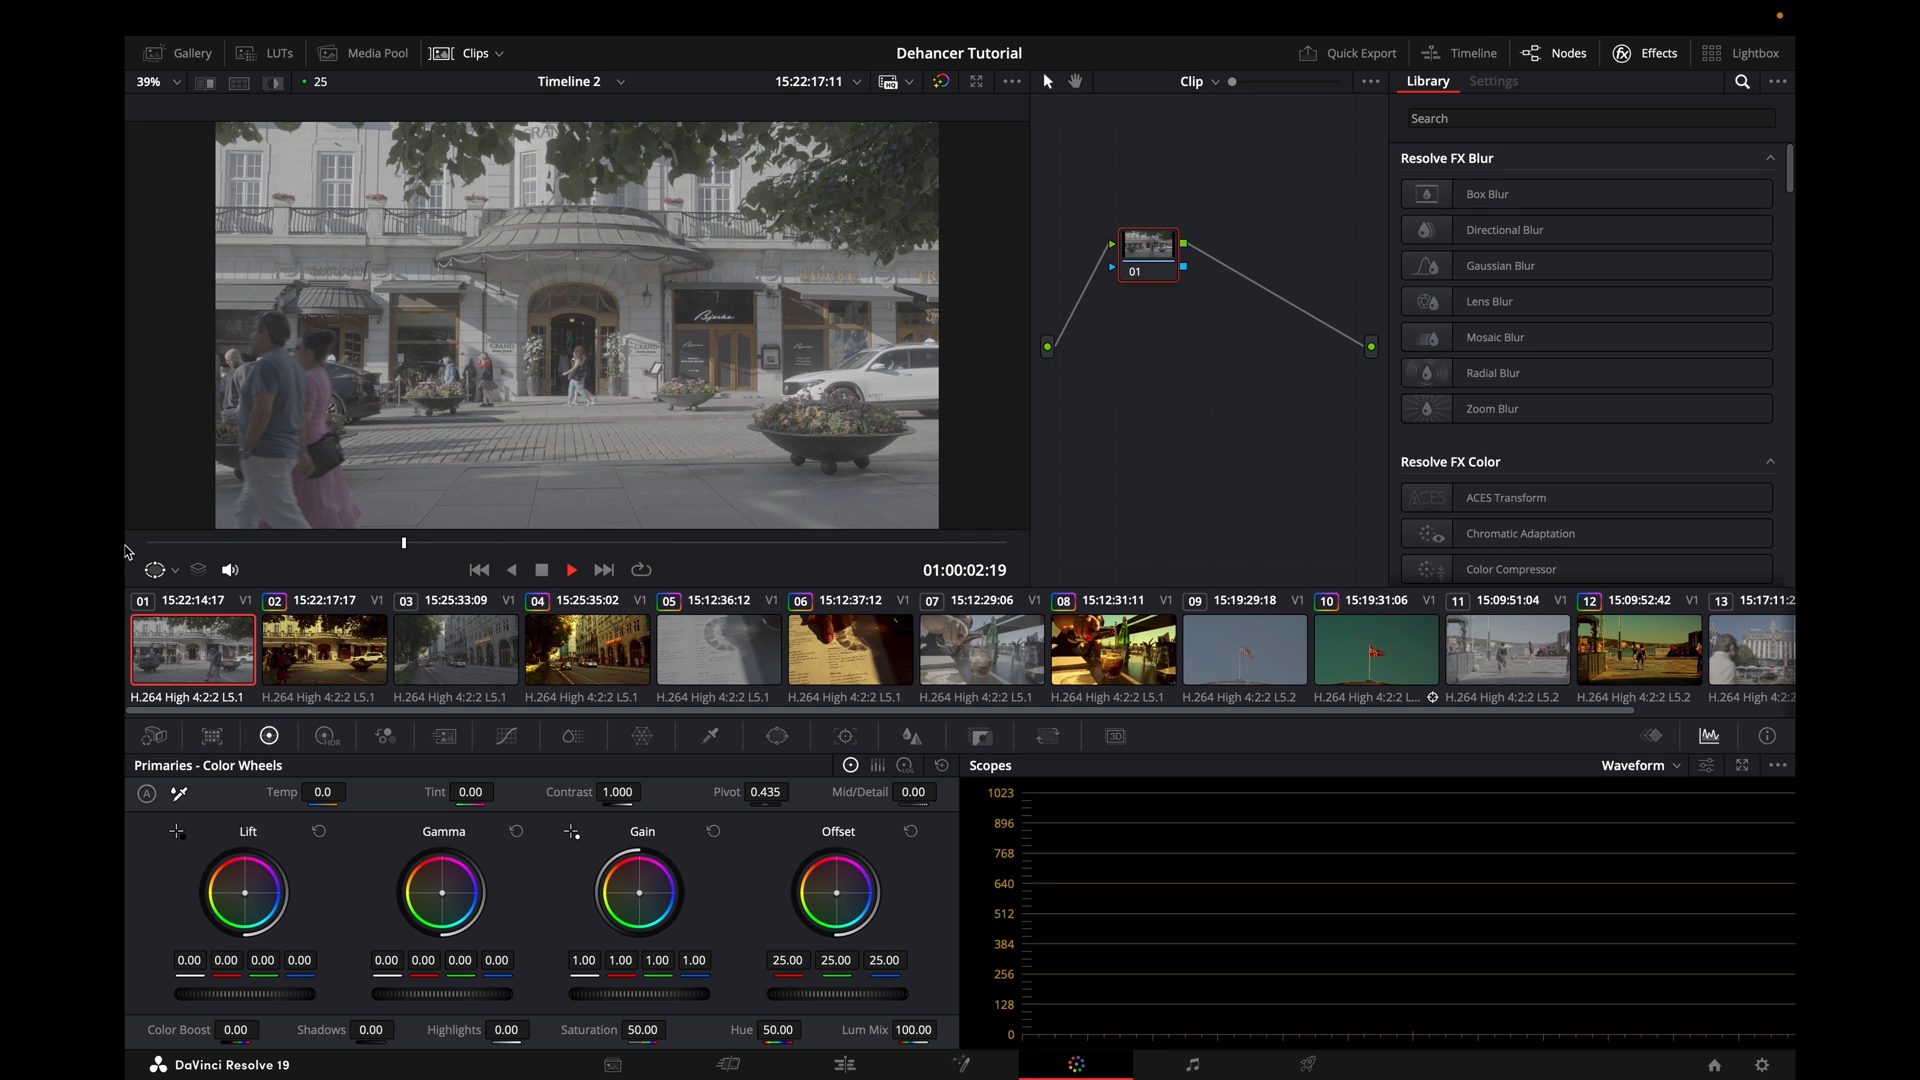 Gallery LUTs Media Pool Clips Dehancer Tutorial Quick Export Timeline Nodes Effects Lightbox
39% 25 Timeline 2 15:22:17:11 HQ Clip Library Settings
Search
Resolve FX Blur
Box Blur
Directional Blur
Gaussian Blur
Lens Blur
Mosaic Blur
Radial Blur
Zoom Blur
Resolve FX Color
ACES ACES Transform
Chromatic Adaptation
Color Compressor
GRAND
Bjerke
01
01:00:02:19
01 15:22:14:17 V1 02 15:22:17:17 V1 03 15:25:33:09 V1 04 15:25:35:02 V1 05 15:12:36:12 V1 06 15:12:37:12 V1 07 15:12:29:06 V1 08 15:12:31:11 V1 09 15:19:29:18 V1 10 15:19:31:06 V1 11 15:09:51:04 V1 12 15:09:52:42 V1 13 15:17:11:2
H.264 High 4:2:2 L5.1 H.264 High 4:2:2 L5.1 H.264 High 4:2:2 L5.1 H.264 High 4:2:2 L5.1 H.264 High 4:2:2 L5.1 H.264 High 4:2:2 L5.1 H.264 High 4:2:2 L5.1 H.264 High 4:2:2 L5.1 H.264 High 4:2:2 L5.2 H.264 High 4:2:2 L... H.264 High 4:2:2 L5.2 H.264 High 4:2:2 L5.2 H.264 High 4:2:
HDR 3D
Primaries - Color Wheels LOG Scopes Waveform
A Temp 0.0 Tint 0.00 Contrast 1.000 Pivot 0.435 Mid/Detail 0.00
Lift Gamma Gain Offset
0.00 0.00 0.00 0.00 0.00 0.00 0.00 0.00 1.00 1.00 1.00 1.00 25.00 25.00 25.00
Color Boost 0.00 Shadows 0.00 Highlights 0.00 Saturation 50.00 Hue 50.00 Lum Mix 100.00
1023
896
768
640
512
384
256
128
0
DaVinci Resolve 19